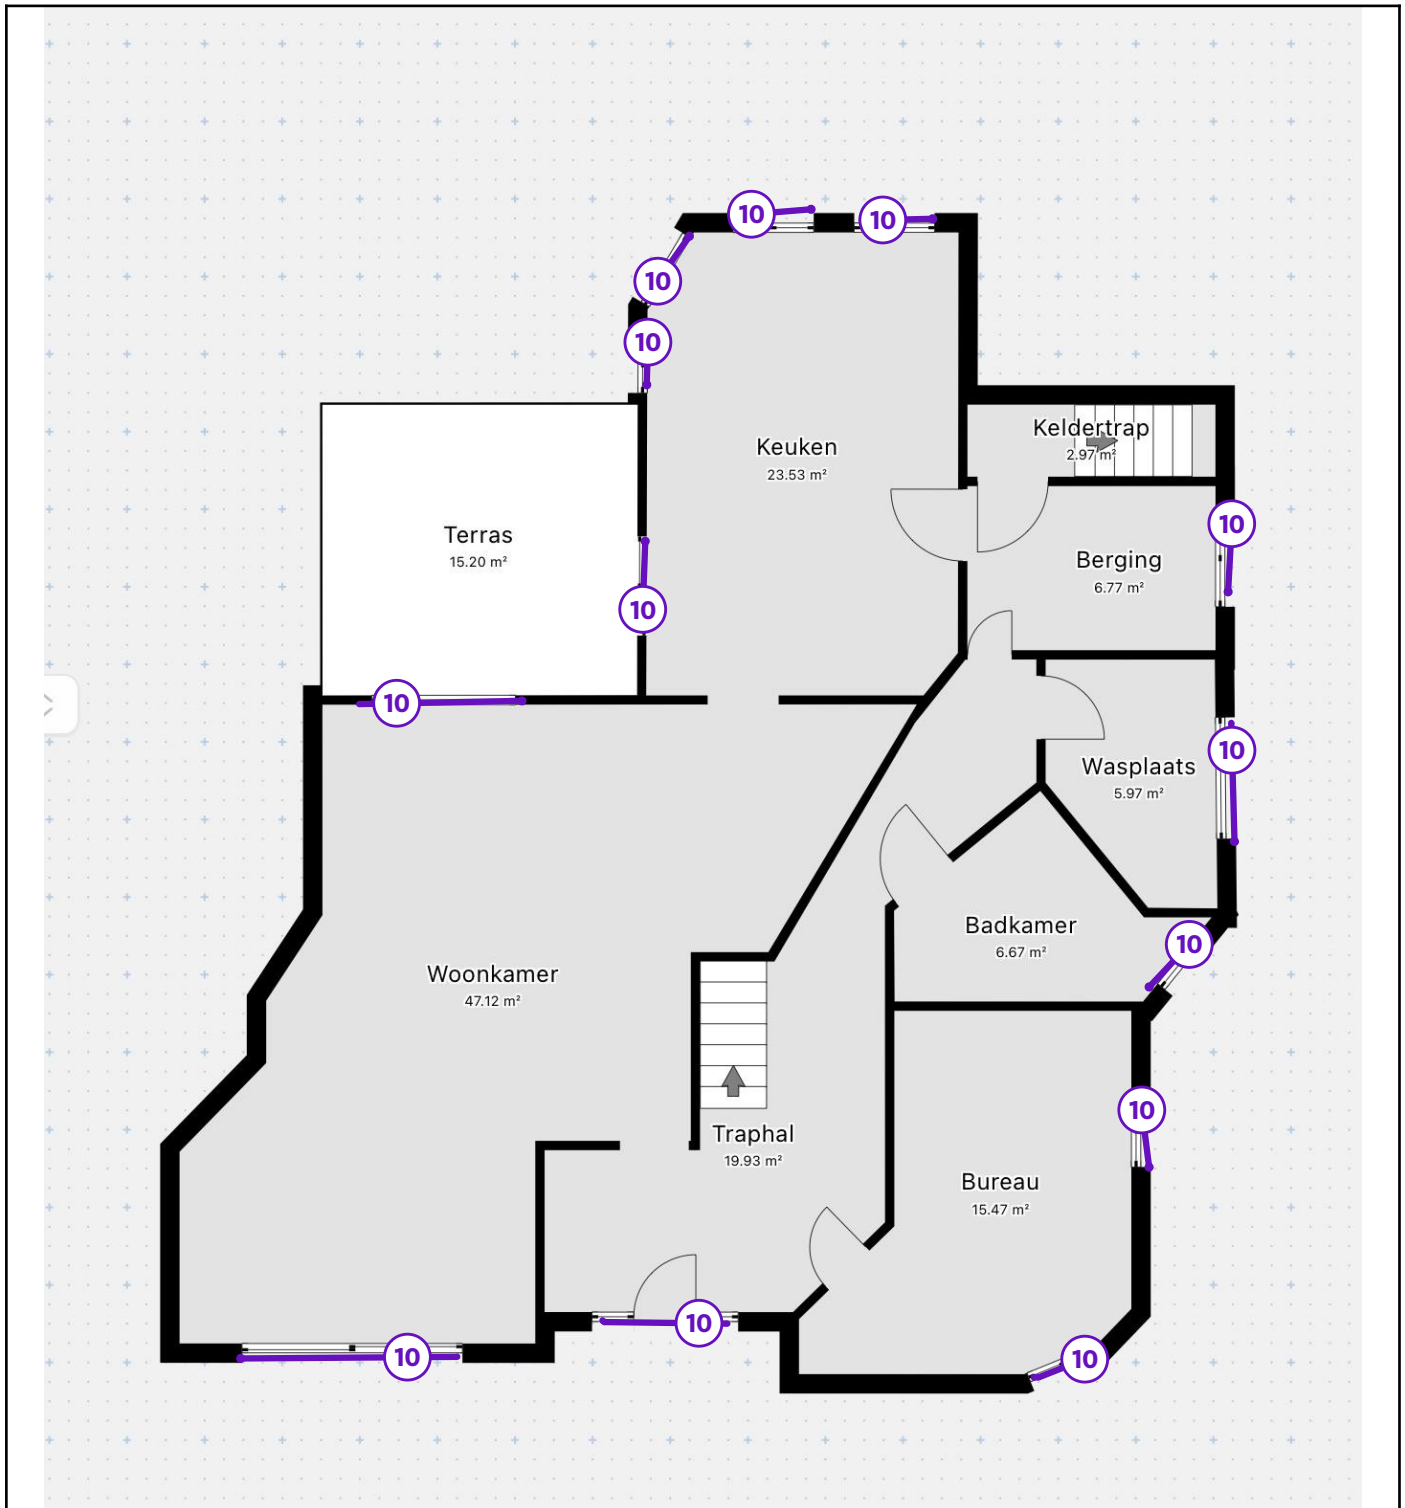 10
10
10
10
Keldertrap
2.97 m²
Keuken
23.53 m²
10
Terras
15.20 m²
Berging
6.77 m²
10
10
10
Wasplaats
5.97 m²
Badkamer
6.67 m²
10
Woonkamer
47.12 m²
10
Traphal
19.93 m²
Bureau
15.47 m²
10
10
10